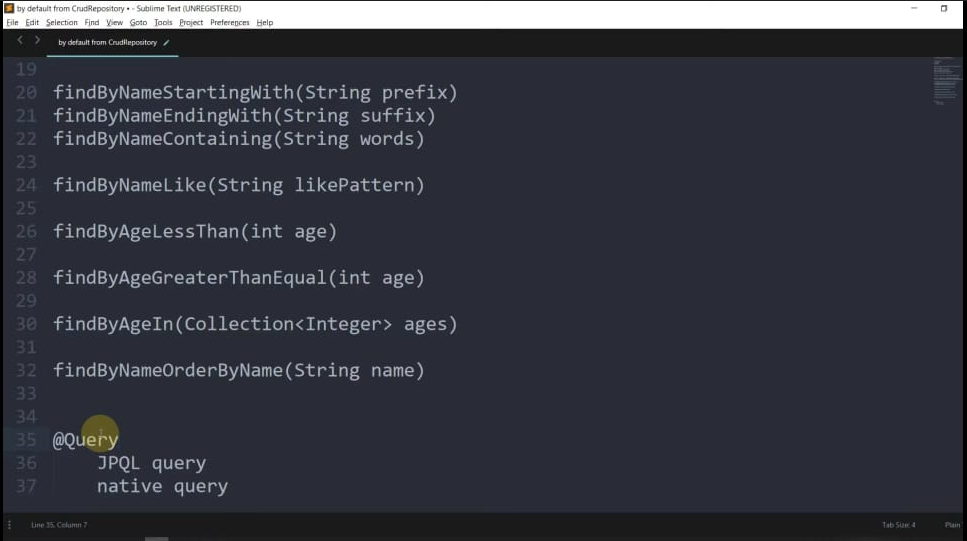 by default from CrudRepository • - Sublime Text (UNREGISTERED)
File Edit Selection Find View Goto Tools Project Preferences Help
by default from CrudRepository
19
20 findByNameStartingWith(String prefix)
21 findByNameEndingWith(String suffix)
22 findByNameContaining(String words)
23
24 findByNameLike(String likePattern)
25
26 findByAgeLessThan(int age)
27
28 findByAgeGreaterThanEqual(int age)
29
30 findByAgeIn(Collection<Integer> ages)
31
32 findByNameOrderByName(String name)
33
34
35 @Query
36 JPQL query
37 native query
Line 35, Column 7 Tab Size: 4 Plain